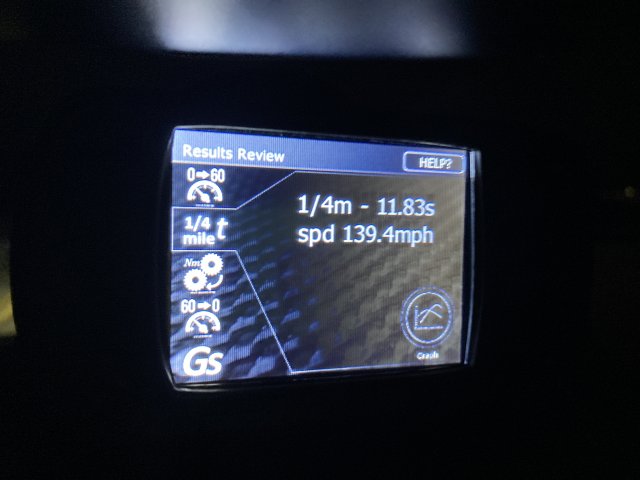 Results Review
HELP?
0→60
1/4 mile t
1/4m - 11.83s
spd 139.4mph
Nm
60→0
Gs
Graph